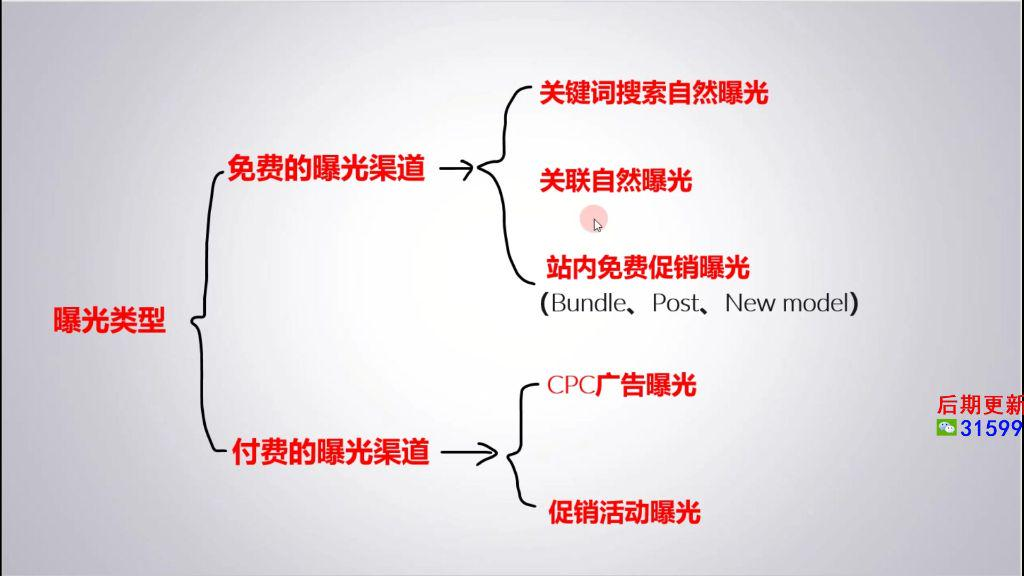 曝光类型
免费的曝光渠道
关键词搜索自然曝光
关联自然曝光
站内免费促销曝光
(Bundle、Post、New model)
付费的曝光渠道
CPC广告曝光
促销活动曝光
后期更新
31599